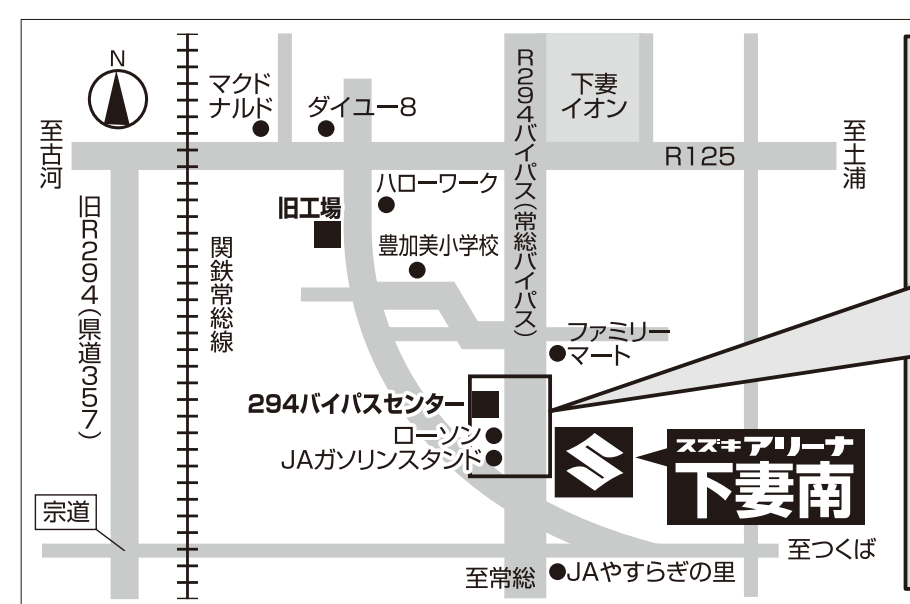 N
マクド
ナルド
ダイユー8
R294バイパス(常総バイパス)
下妻
イオン
至古河
至土浦
R125
ハローワーク
旧工場
豊加美小学校
旧R294(県道357)
関鉄常総線
ファミリー
マート
294バイパスセンター
ローソン
JAガソリンスタンド
スズキアリーナ
下妻南
宗道
至つくば
至常総
JAやすらぎの里